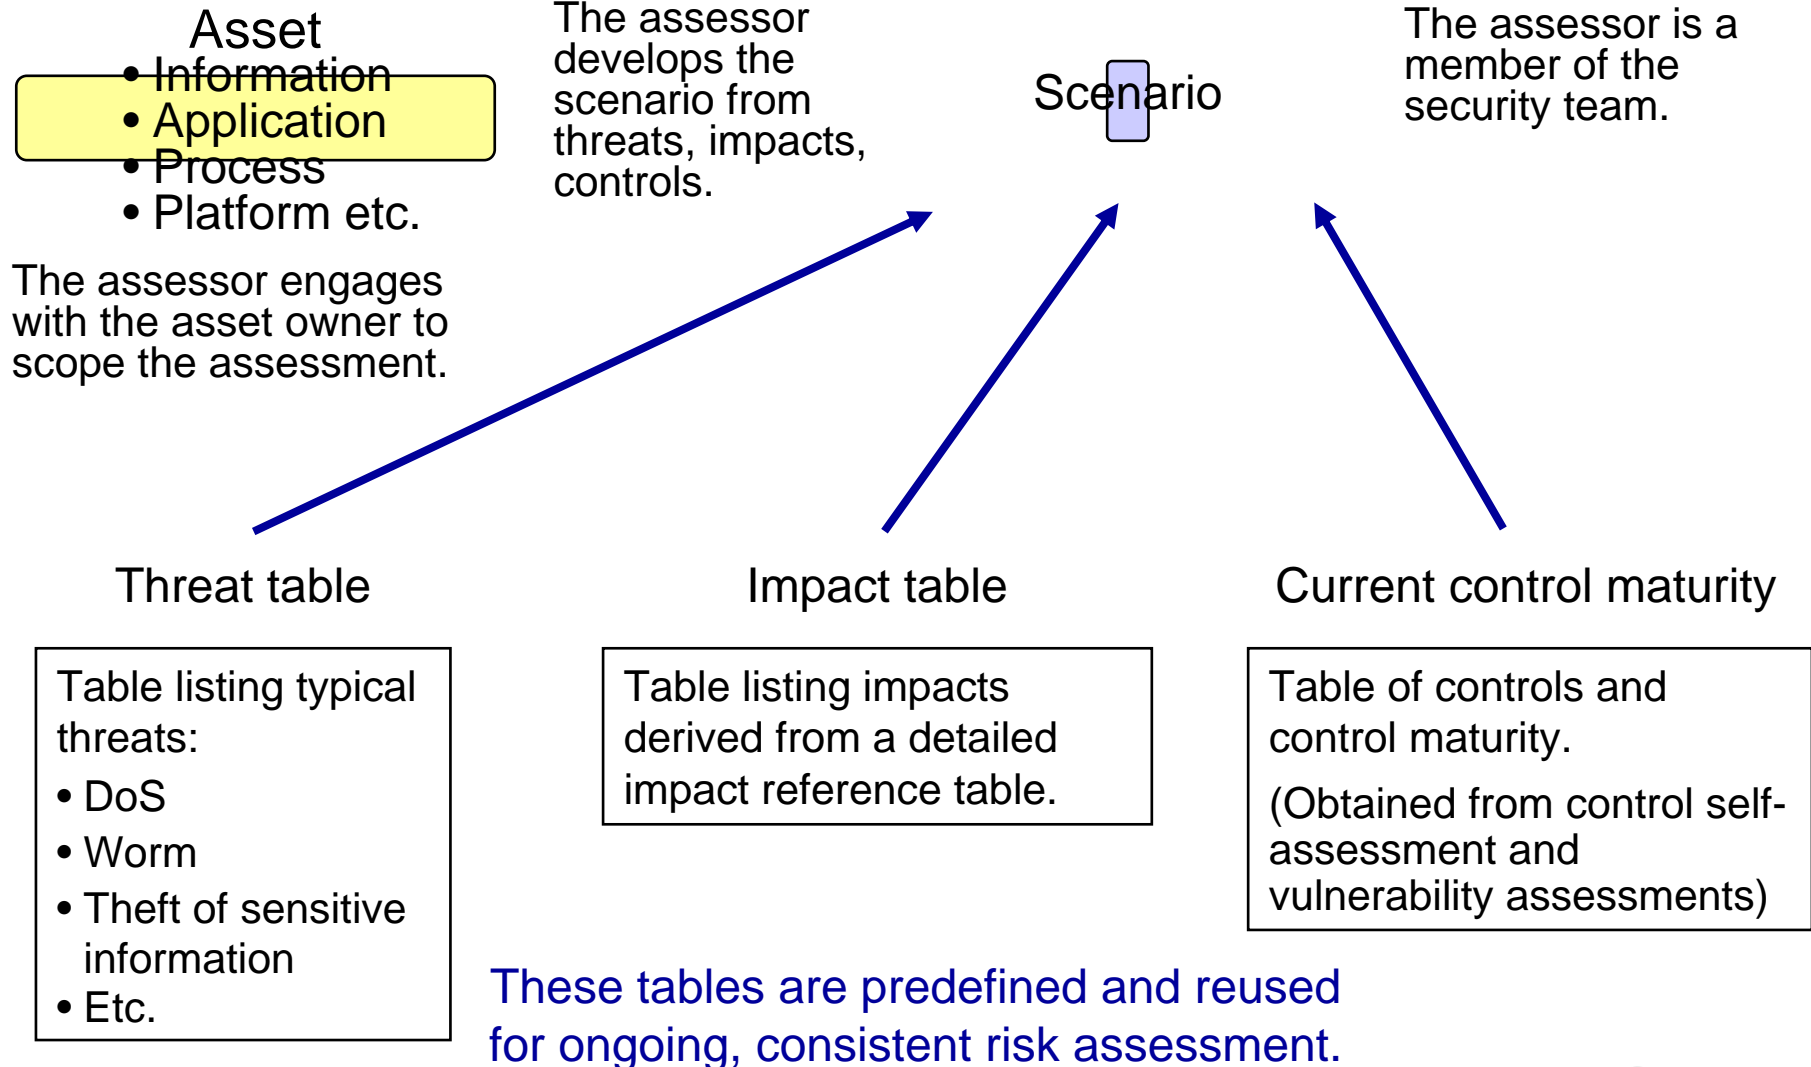 Asset
• Information
• Application
• Process
• Platform etc.
The assessor engages
with the asset owner to
scope the assessment.
The assessor
develops the
scenario from
threats, impacts,
controls.
Scenario
The assessor is a
member of the
security team.
Threat table
Table listing typical
threats:
• DoS
• Worm
• Theft of sensitive
information
• Etc.
Impact table
Table listing impacts
derived from a detailed
impact reference table.
Current control maturity
Table of controls and
control maturity.
(Obtained from control self-
assessment and
vulnerability assessments)
These tables are predefined and reused
for ongoing, consistent risk assessment.